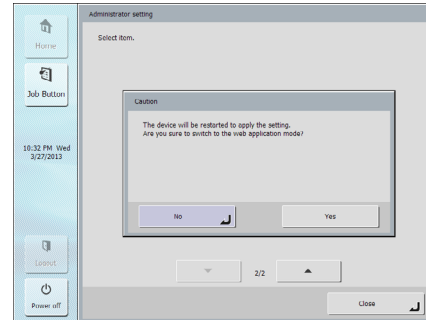 Administrator setting
Select item.
Home
Job Button
10:32 PM Wed
3/27/2013
Caution
The device will be restarted to apply the setting.
Are you sure to switch to the web application mode?
No
Yes
2/2
Logout
Power off
Close